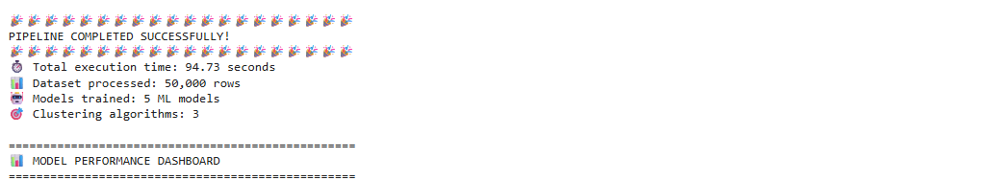 🎉🎉🎉🎉🎉🎉🎉🎉🎉🎉🎉🎉🎉🎉🎉🎉🎉🎉🎉🎉
PIPELINE COMPLETED SUCCESSFULLY!
🎉🎉🎉🎉🎉🎉🎉🎉🎉🎉🎉🎉🎉🎉🎉🎉🎉🎉🎉🎉
⏱️ Total execution time: 94.73 seconds
📊 Dataset processed: 50,000 rows
🤖 Models trained: 5 ML models
🎯 Clustering algorithms: 3
==================================================
📊 MODEL PERFORMANCE DASHBOARD
==================================================